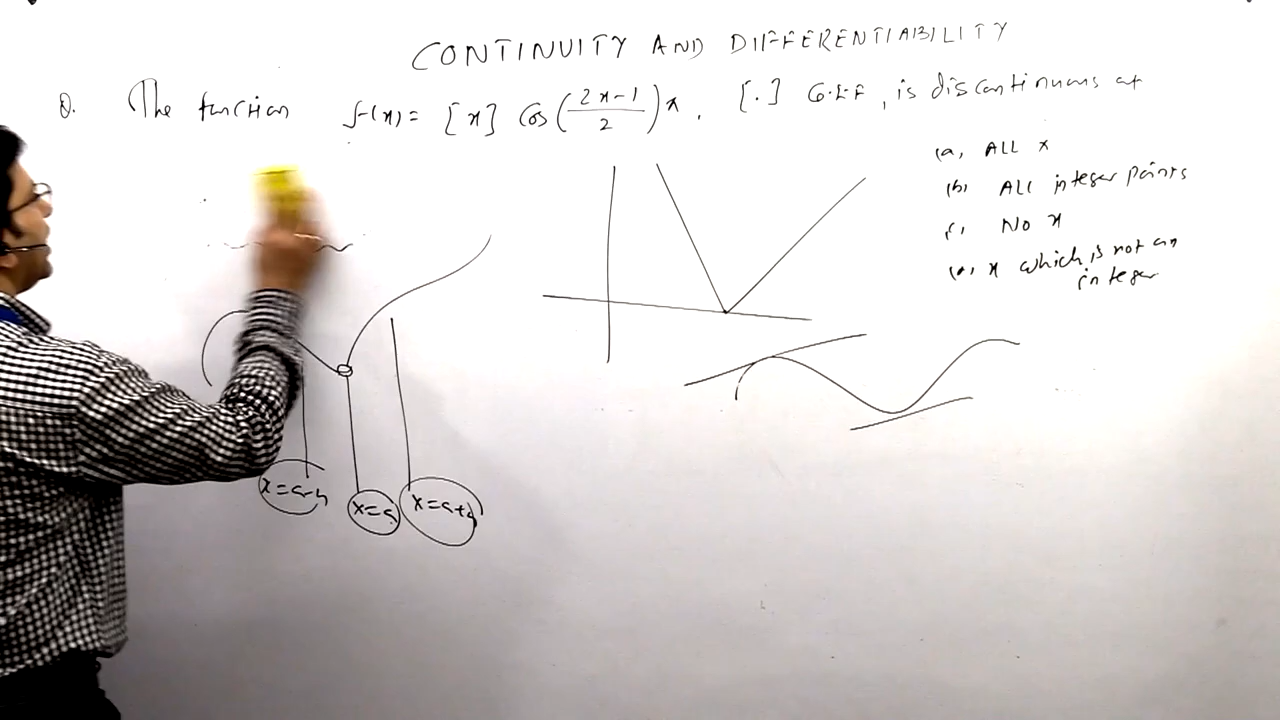 CONTINUITY AND DIFFERENTIABILITY
Q. The function f(x) = [x] cos(2x-1/2)x, [.] G.I.F, is discontinuous at
(a, ALL x
(b) ALL integer points
(c, No x
(d, x which is not an
integer
x=a-h
x=a
x=a+h